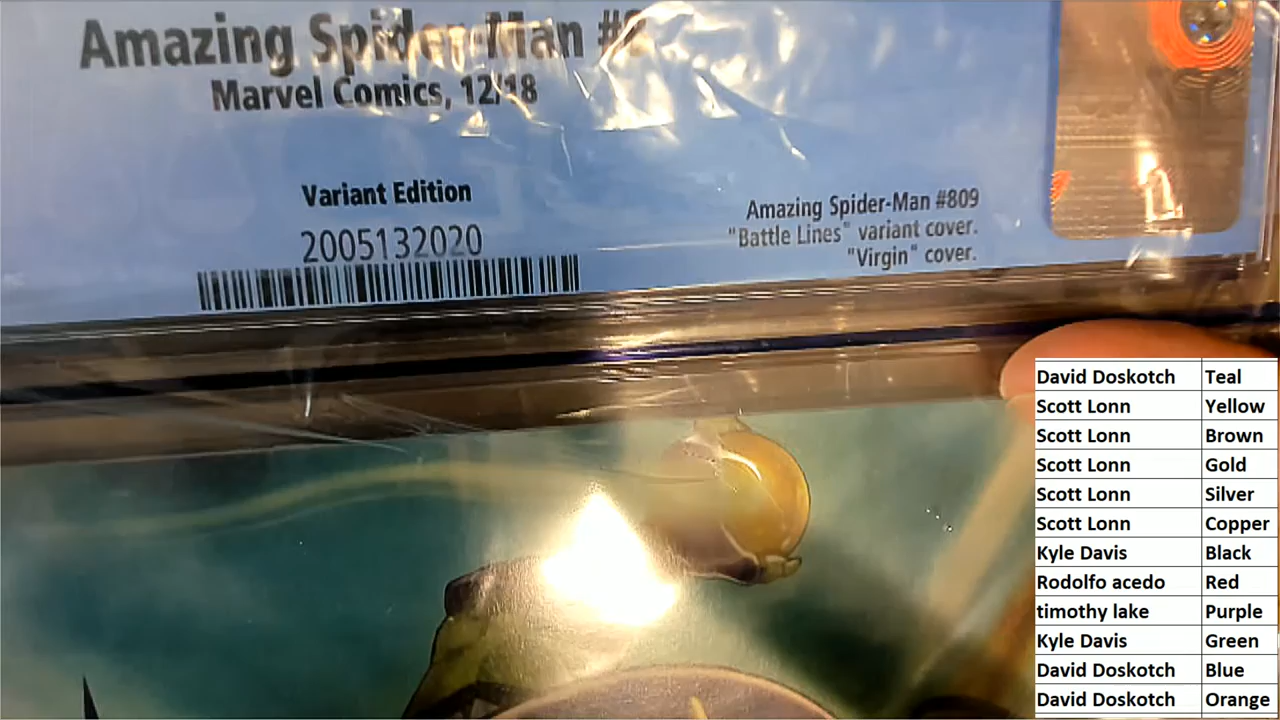 Amazing Spider-Man #8
Marvel Comics, 12/18
Variant Edition
2005132020
Amazing Spider-Man #809
"Battle Lines" variant cover.
"Virgin" cover.
David Doskotch Teal
Scott Lonn Yellow
Scott Lonn Brown
Scott Lonn Gold
Scott Lonn Silver
Scott Lonn Copper
Kyle Davis Black
Rodolfo acedo Red
timothy lake Purple
Kyle Davis Green
David Doskotch Blue
David Doskotch Orange